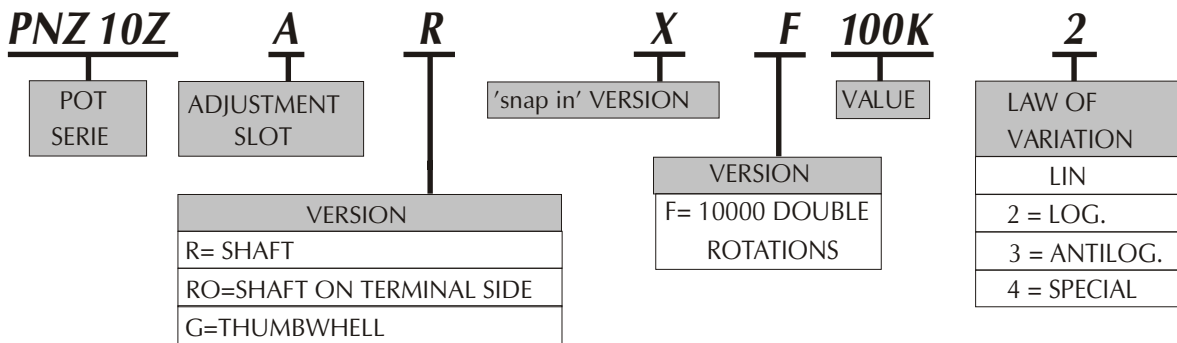 PNZ 10Z A R X F 100K 2
POT
SERIE
ADJUSTMENT
SLOT
'snap in' VERSION
VALUE
LAW OF
VARIATION
LIN
2 = LOG.
3 = ANTILOG.
4 = SPECIAL
VERSION
F= 10000 DOUBLE
ROTATIONS
VERSION
R= SHAFT
RO=SHAFT ON TERMINAL SIDE
G=THUMBWHELL